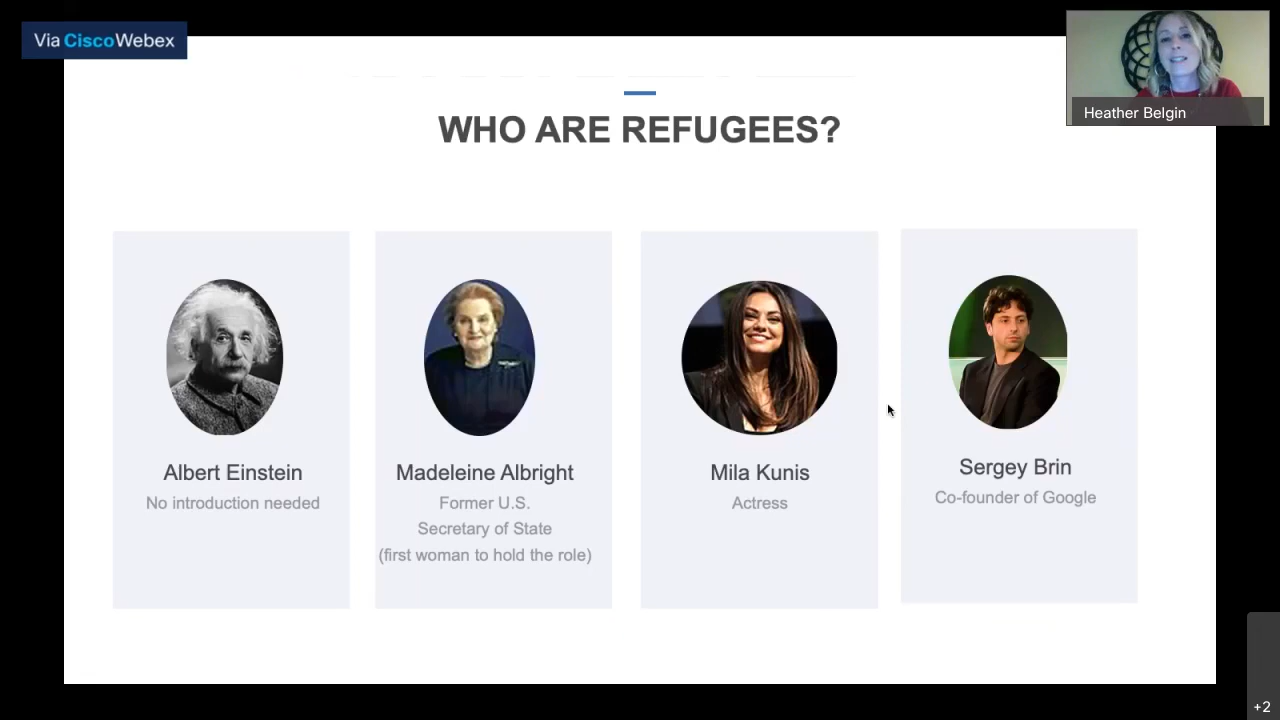 Via CiscoWebex
Heather Belgin
WHO ARE REFUGEES?
Albert Einstein
No introduction needed
Madeleine Albright
Former U.S.
Secretary of State
(first woman to hold the role)
Mila Kunis
Actress
Sergey Brin
Co-founder of Google
+2